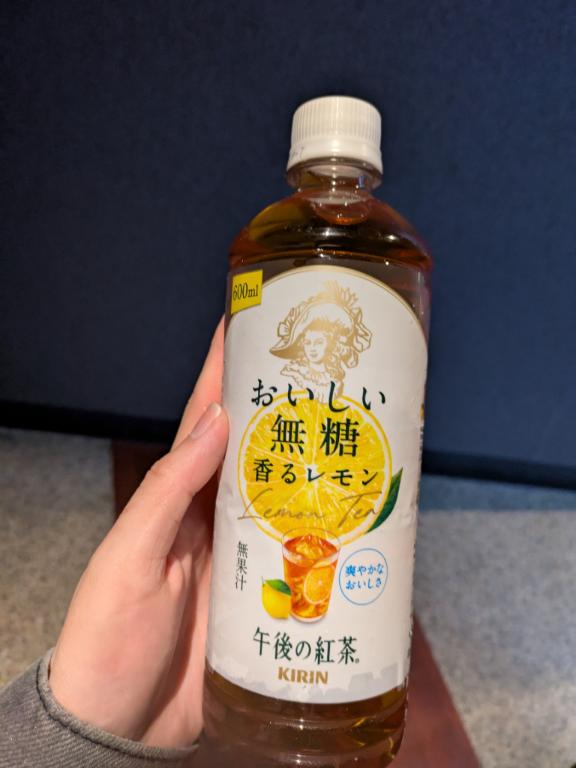 600ml
おいしい
無糖
香るレモン
Lemon Tea
無果汁
爽やかな
おいしさ
午後の紅茶®
KIRIN